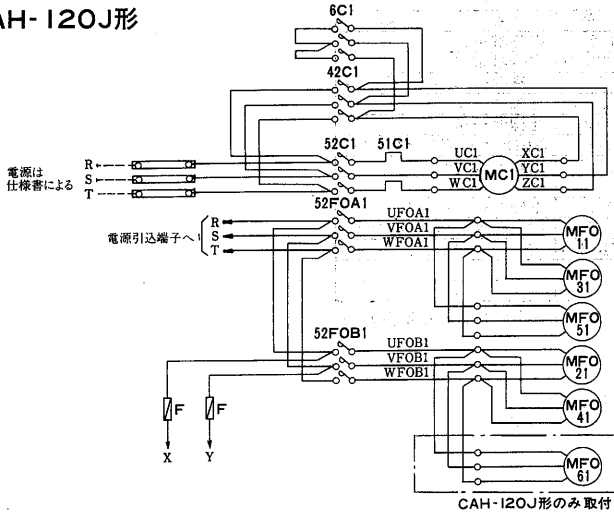 CAH-120J形
6C1
42C1
52C1
51C1
電源は
仕様書による
R
S
T
UC1
VC1
WC1
MC1
XC1
YC1
ZC1
52FOA1
電源引込端子へ
R
S
T
UFOA1
VFOA1
WFOA1
MFO
11
MFO
31
MFO
51
52FOB1
UFOB1
VFOB1
WFOB1
MFO
21
MFO
41
MFO
61
F
F
X
Y
CAH-120J形のみ取付